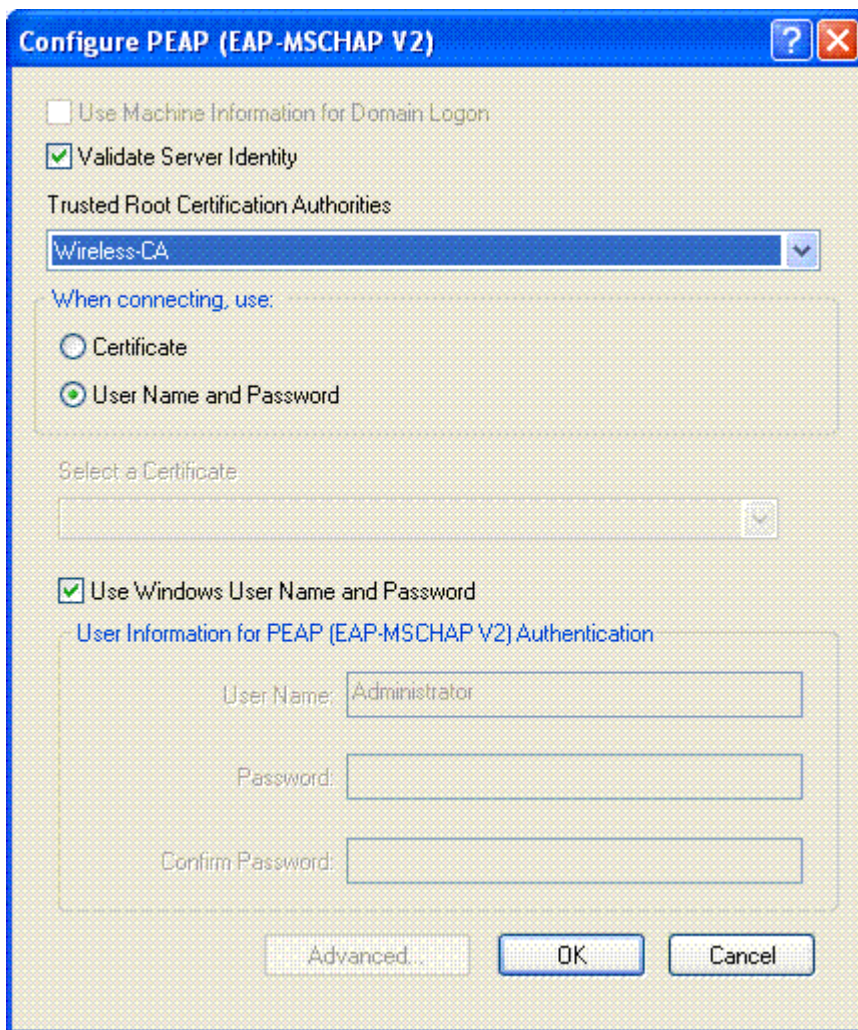 Configure PEAP (EAP-MSCHAP V2)
Use Machine Information for Domain Logon
Validate Server Identity
Trusted Root Certification Authorities
Wireless-CA
When connecting, use:
Certificate
User Name and Password
Select a Certificate
Use Windows User Name and Password
User Information for PEAP (EAP-MSCHAP V2) Authentication
User Name: Administrator
Password:
Confirm Password:
Advanced... OK Cancel